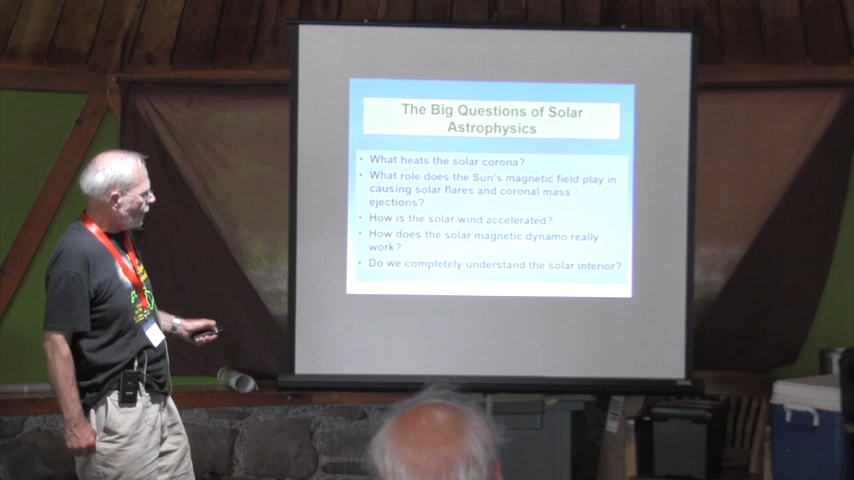 The Big Questions of Solar
Astrophysics
• What heats the solar corona?
• What role does the Sun's magnetic field play in
causing solar flares and coronal mass
ejections?
• How is the solar wind accelerated?
• How does the solar magnetic dynamo really
work?
• Do we completely understand the solar interior?